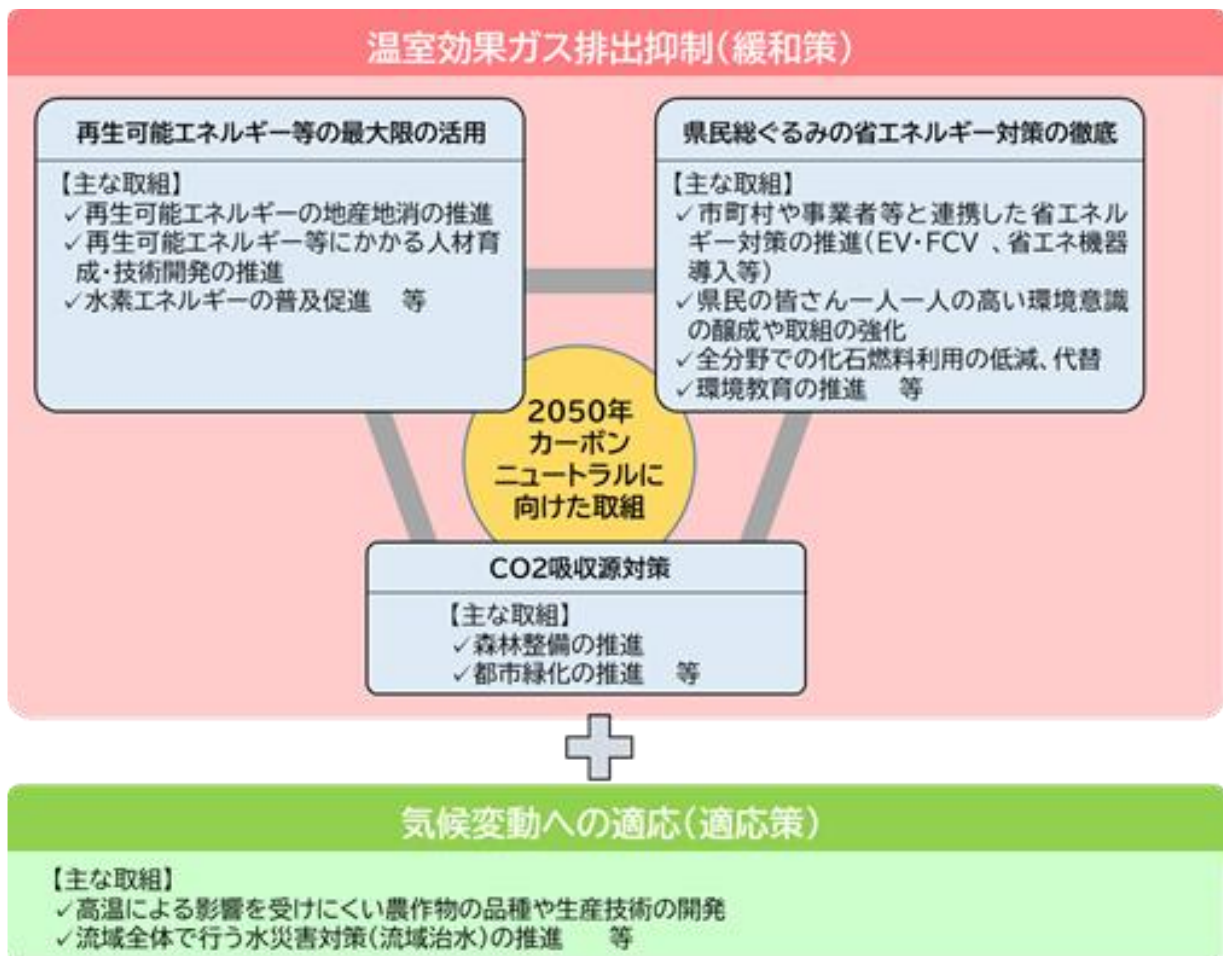 温室効果ガス排出抑制(緩和策)
再生可能エネルギー等の最大限の活用
【主な取組】
✓再生可能エネルギーの地産地消の推進
✓再生可能エネルギー等にかかる人材育
成・技術開発の推進
✓水素エネルギーの普及促進 等
県民総ぐるみの省エネルギー対策の徹底
【主な取組】
✓市町村や事業者等と連携した省エネル
ギー対策の推進(EV・FCV 、省エネ機器
導入等)
✓県民の皆さん一人一人の高い環境意識
の醸成や取組の強化
✓全分野での化石燃料利用の低減、代替
✓環境教育の推進 等
2050年
カーボン
ニュートラルに
向けた取組
CO2吸収源対策
【主な取組】
✓森林整備の推進
✓都市緑化の推進 等
気候変動への適応(適応策)
【主な取組】
✓高温による影響を受けにくい農作物の品種や生産技術の開発
✓流域全体で行う水災害対策(流域治水)の推進 等